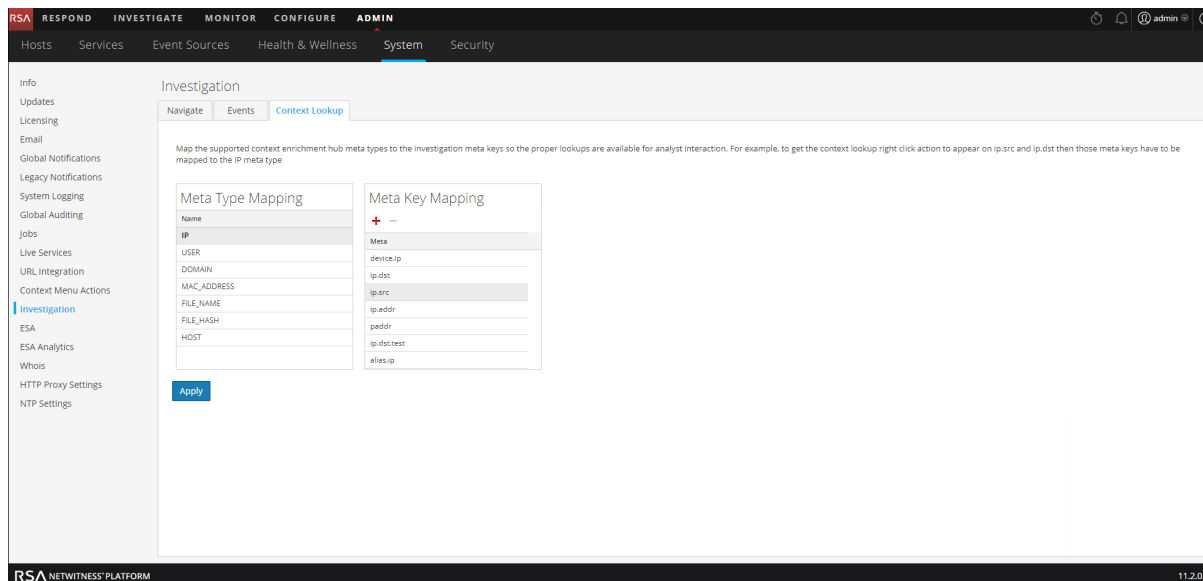 RSA RESPOND INVESTIGATE MONITOR CONFIGURE ADMIN admin
Hosts Services Event Sources Health & Wellness System Security
Info
Updates
Licensing
Email
Global Notifications
Legacy Notifications
System Logging
Global Auditing
Jobs
Live Services
URL Integration
Context Menu Actions
Investigation
ESA
ESA Analytics
Whois
HTTP Proxy Settings
NTP Settings
Investigation
Navigate Events Context Lookup
Map the supported context enrichment hub meta types to the investigation meta keys so the proper lookups are available for analyst interaction. For example, to get the context lookup right click action to appear on ip.src and ip.dst then those meta keys have to be
mapped to the IP meta type
Meta Type Mapping
Name
IP
USER
DOMAIN
MAC_ADDRESS
FILE_NAME
FILE_HASH
HOST
Meta Key Mapping
+ −
Meta
device.ip
ip.dst
ip.src
ip.addr
paddr
ip.dst.test
alias.ip
Apply
RSA NETWITNESS® PLATFORM 11.2.0